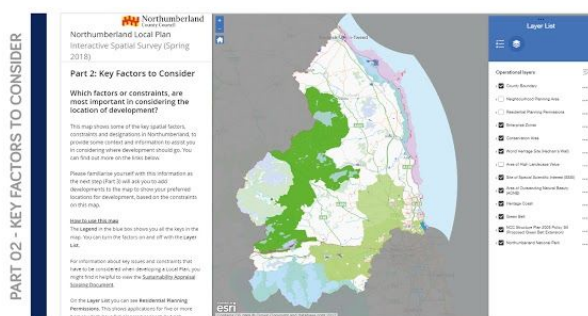 PART 02 - KEY FACTORS TO CONSIDER
Northumberland
County Council
Northumberland Local Plan
Interactive Spatial Survey (Spring
2018)
Part 2: Key Factors to Consider
Which factors or constraints, are
most important in considering the
location of development?
This map shows some of the key spatial factors,
constraints and designations in Northumberland, to
provide some context and information to assist you
in considering where development should go. You
can find out more on the links below.
Please familiarise yourself with this information as
the next step (Part 3) will ask you to add
developments to the map to show your preferred
locations for development, based on the constraints
on this map.
How to use this map
The Legend in the blue box shows you all the keys in
the map. You can turn the factors on and off with the Layer
List.
For information about key issues and constraints that
have to be considered when developing a Local Plan, you
might find it helpful to view the Sustainability Appraisal
Scoping Document.
On the Layer List you can see Residential Planning
Permissions. This shows applications for five or more
esri
Layer List
Operational layers
County Boundary
Neighbourhood Planning Area
Residential Planning Permissions
Enterprise Zones
Conservation Area
World Heritage Site (Hadrian's Wall)
Area of High Landscape Value
Site of Special Scientific Interest (SSSI)
Area of Outstanding Natural Beauty
(AONB)
Heritage Coast
Green Belt
Northumberland National Park